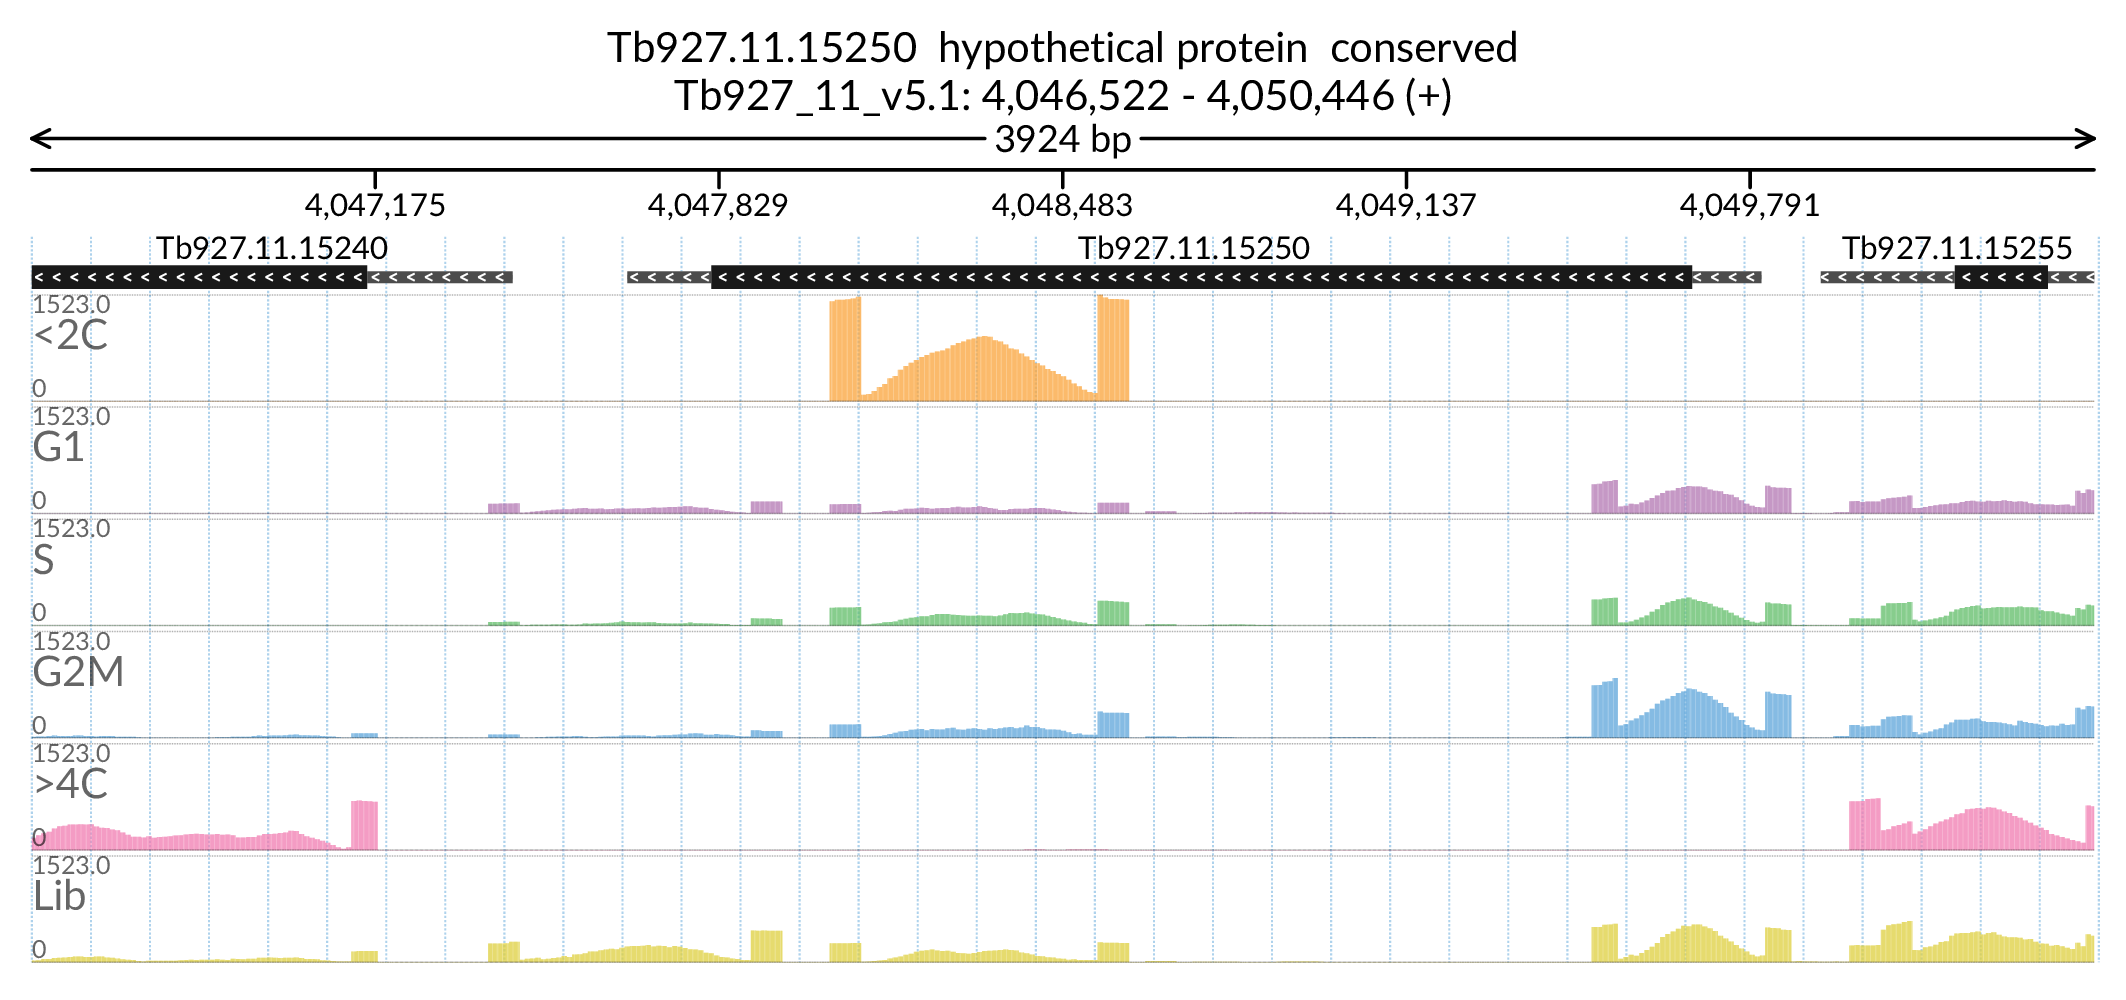 Tb927.11.15250 hypothetical protein conserved
Tb927_11_v5.1: 4,046,522 - 4,050,446 (+)
3924 bp
4,047,175 4,047,829 4,048,483 4,049,137 4,049,791
Tb927.11.15240 Tb927.11.15250 Tb927.11.15255
1523.0
<2C
0
1523.0
G1
0
1523.0
S
0
1523.0
G2M
0
1523.0
>4C
0
1523.0
Lib
0